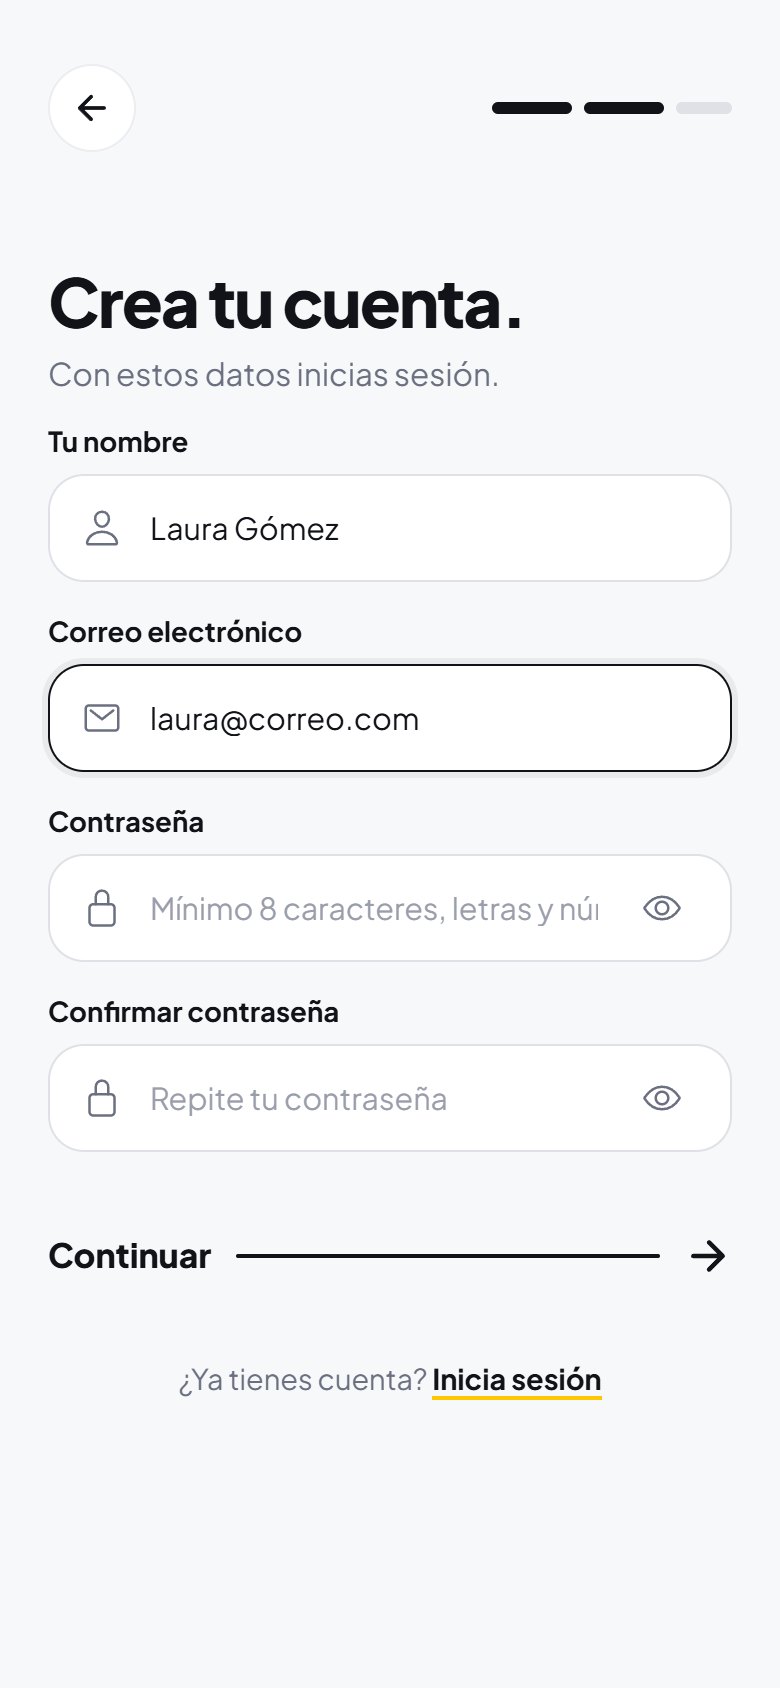 Crea tu cuenta.
Con estos datos inicias sesión.
Tu nombre
Laura Gómez
Correo electrónico
laura@correo.com
Contraseña
Mínimo 8 caracteres, letras y nú
Confirmar contraseña
Repite tu contraseña
Continuar
¿Ya tienes cuenta? Inicia sesión